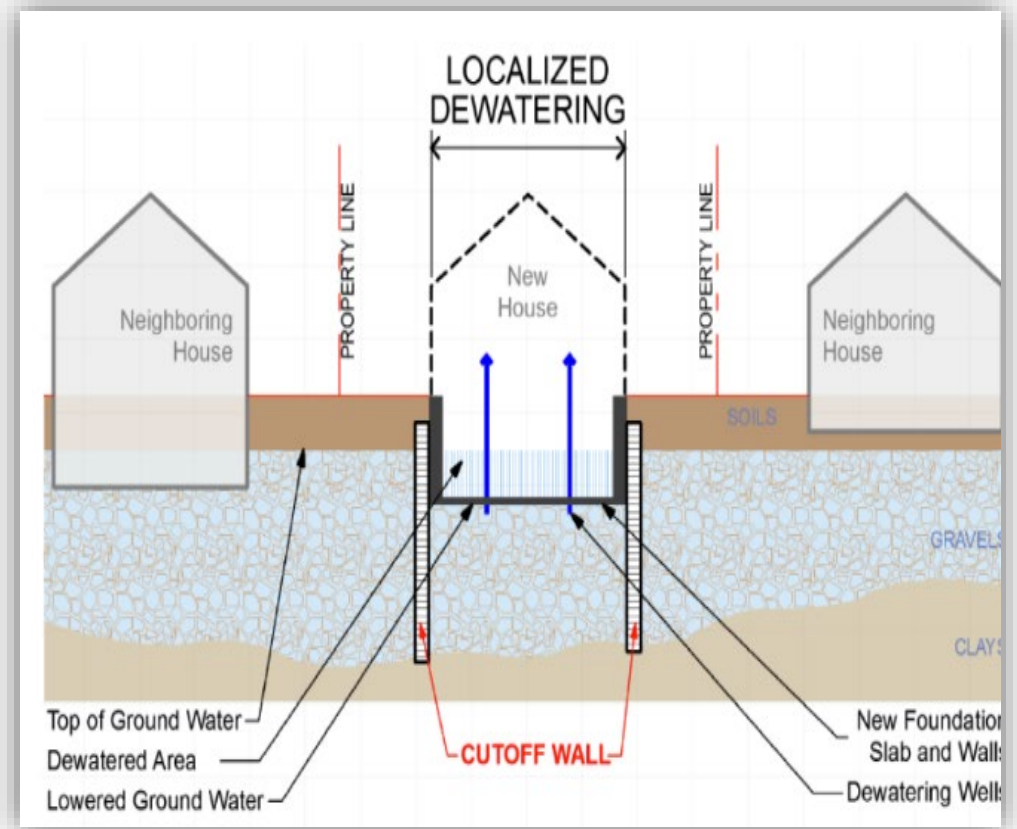 LOCALIZED
DEWATERING
PROPERTY LINE
PROPERTY LINE
New
House
Neighboring
House
Neighboring
House
SOILS
GRAVELS
CLAYS
Top of Ground Water
Dewatered Area
Lowered Ground Water
CUTOFF WALL
New Foundation
Slab and Walls
Dewatering Wells